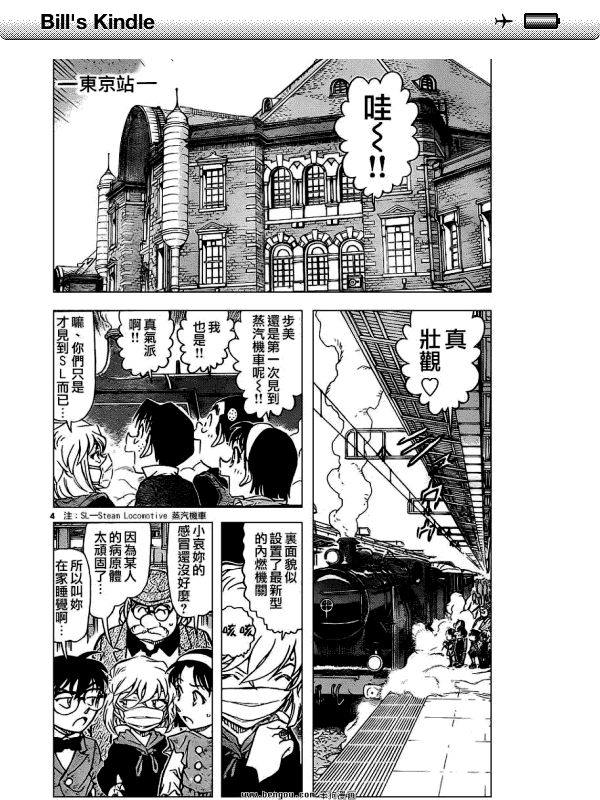 Bill's Kindle
—東京站—
哇～!!
真
壯觀♡
步美
還是第一次見到
蒸汽機車呢～!!
我
也是!!
真氣派
啊!!
嘛、你們只是
才見到SL而已…
4 注：SL—Steam Locomotive 蒸汽機車
裏面貌似
設置了最新型
的內燃機關
咳
咳
小哀妳的
感冒還沒好麼？
因為某人
的病原體
太頑固了…
所以叫妳
在家睡覺啊…
www.hengou.com